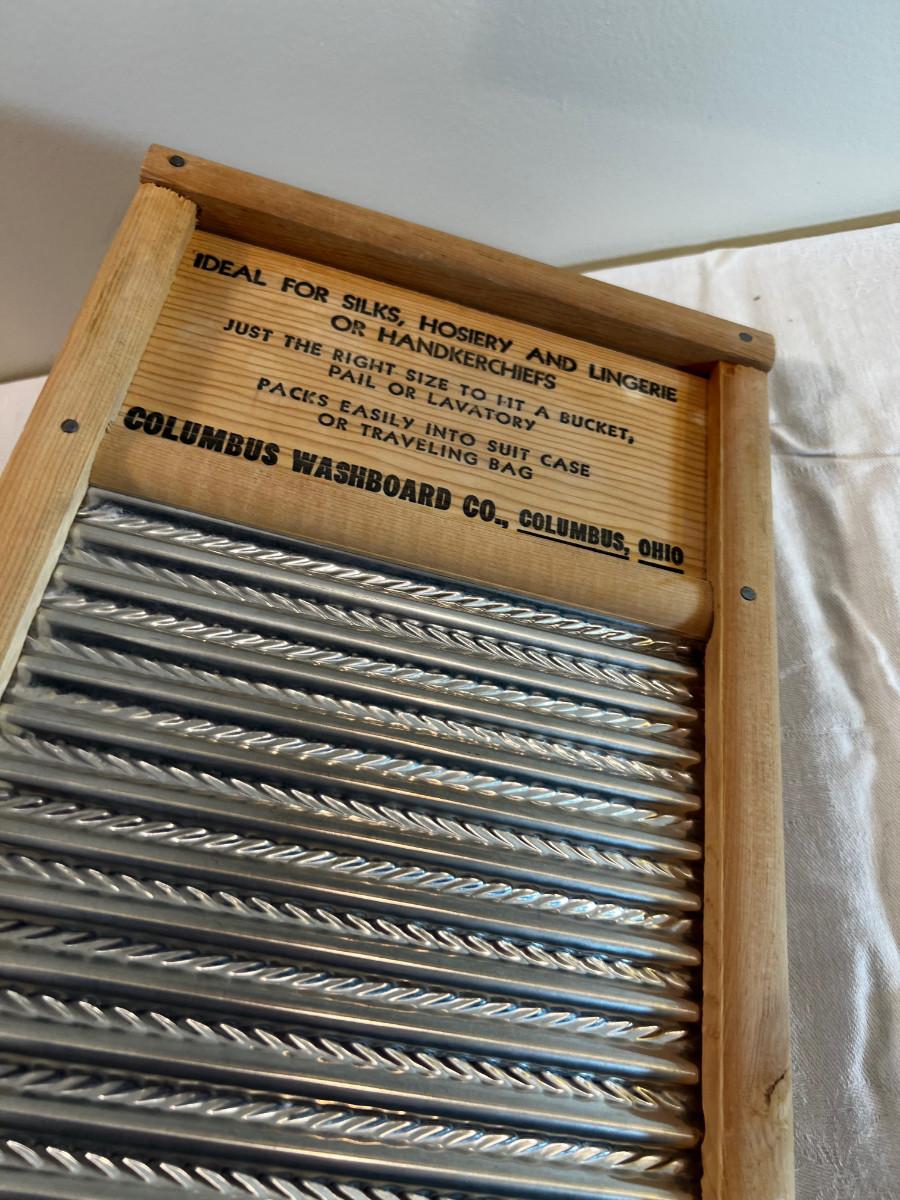 IDEAL FOR SILKS, HOSIERY AND LINGERIE
OR HANDKERCHIEFS
JUST THE RIGHT SIZE TO FIT A BUCKET,
PAIL OR LAVATORY
PACKS EASILY INTO SUIT CASE
OR TRAVELING BAG
COLUMBUS WASHBOARD CO., COLUMBUS, OHIO